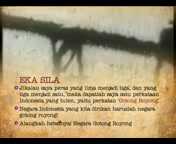 EKA SILA
Jikalau saya peras yang lima menjadi tiga, dan yang
tiga menjadi satu, maka dapatlah saya satu perkataan
Indonesia yang tulen, yaitu perkatan 'Gotong Royong'.
Negara Indonesia yang kita dirikan haruslah negara
gotong royong!
Alangkah hebatnya! Negara Gotong Royong!